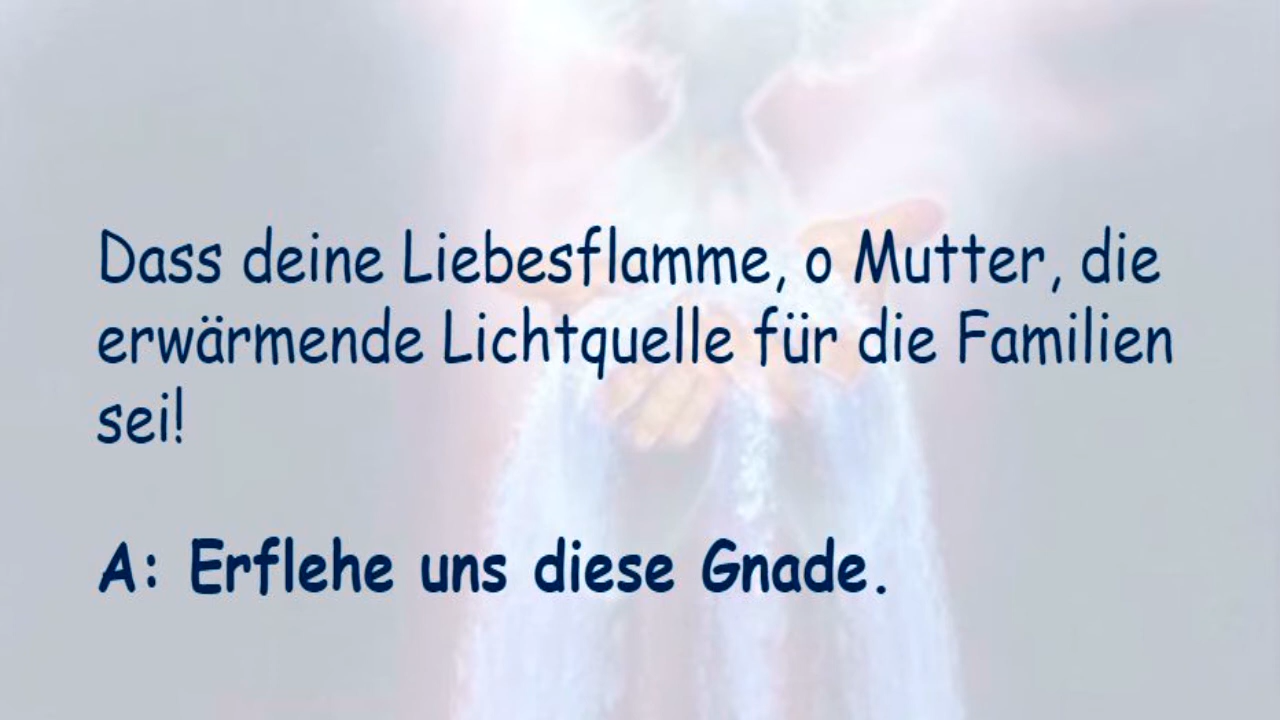 Dass deine Liebesflamme, o Mutter, die
erwärmende Lichtquelle für die Familien
sei!
A: Erflehe uns diese Gnade.